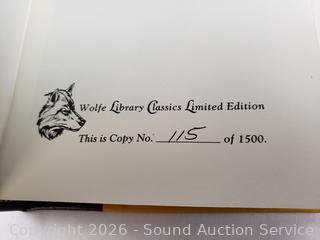 Wolfe Library Classics Limited Edition
This is Copy No. 115 of 1500.
Copyright 2026 - Sound Auction Service